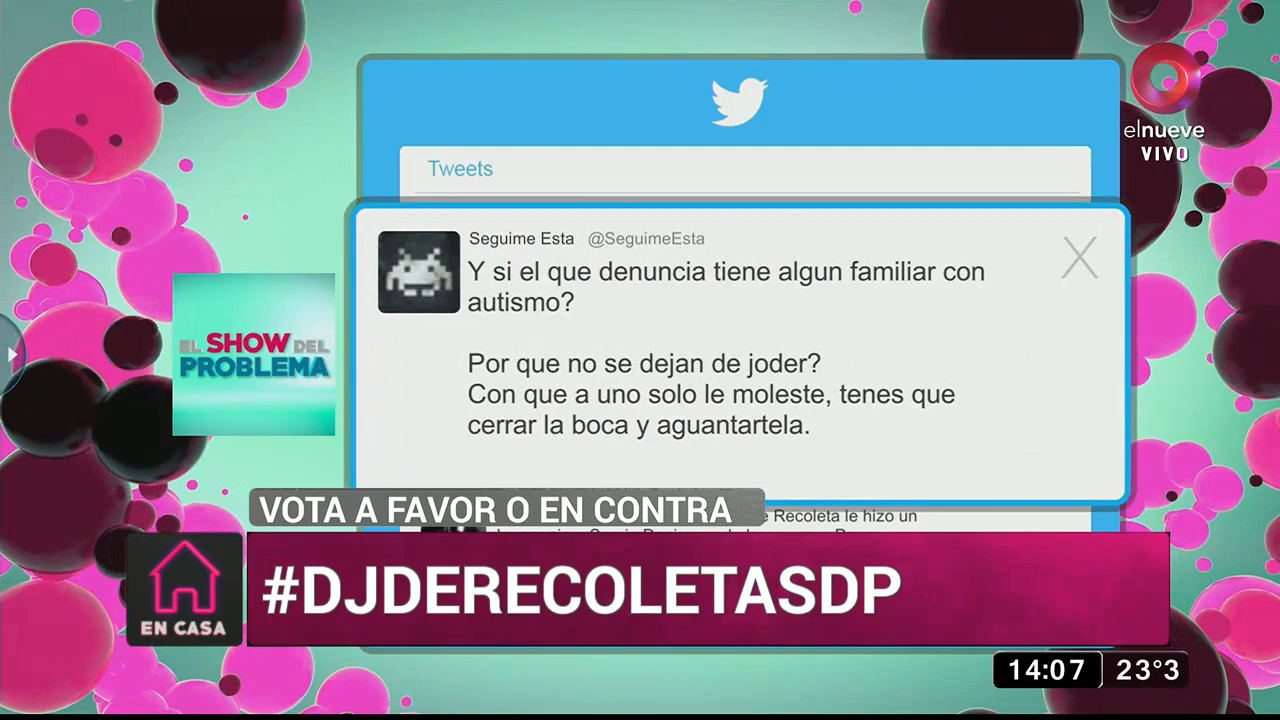 elnueve
VIVO
Tweets
Seguime Esta @SeguimeEsta
Y si el que denuncia tiene algun familiar con
autismo?
Por que no se dejan de joder?
Con que a uno solo le moleste, tenes que
cerrar la boca y aguantartela.
EL SHOW DEL
PROBLEMA
VOTA A FAVOR O EN CONTRA
Recoleta le hizo un
#DJDERECOLETASDP
EN CASA
14:07 23°3